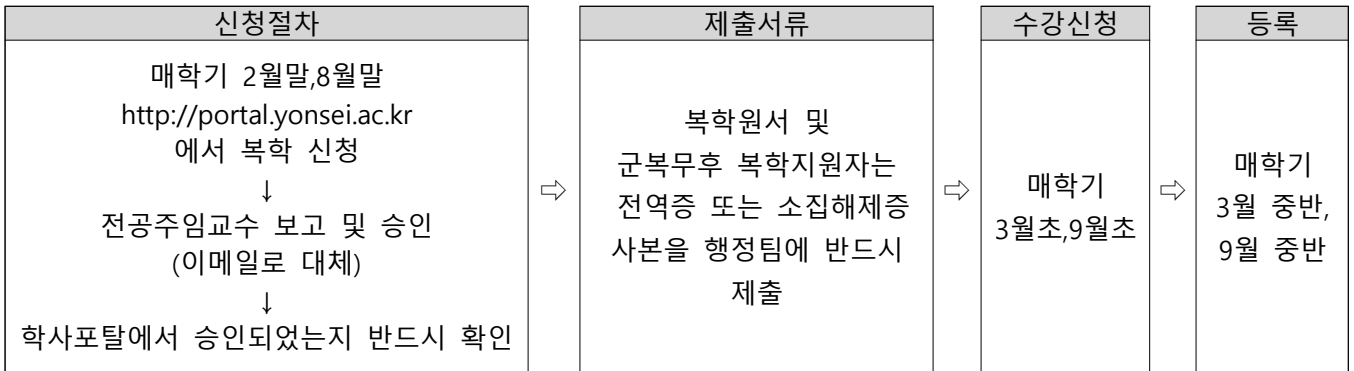 신청절차
매학기 2월말,8월말
http://portal.yonsei.ac.kr
에서 복학 신청
↓
전공주임교수 보고 및 승인
(이메일로 대체)
↓
학사포탈에서 승인되었는지 반드시 확인
⇨
제출서류
복학원서 및
군복무후 복학지원자는
전역증 또는 소집해제증
사본을 행정팀에 반드시
제출
⇨
수강신청
매학기
3월초,9월초
⇨
등록
매학기
3월 중반,
9월 중반